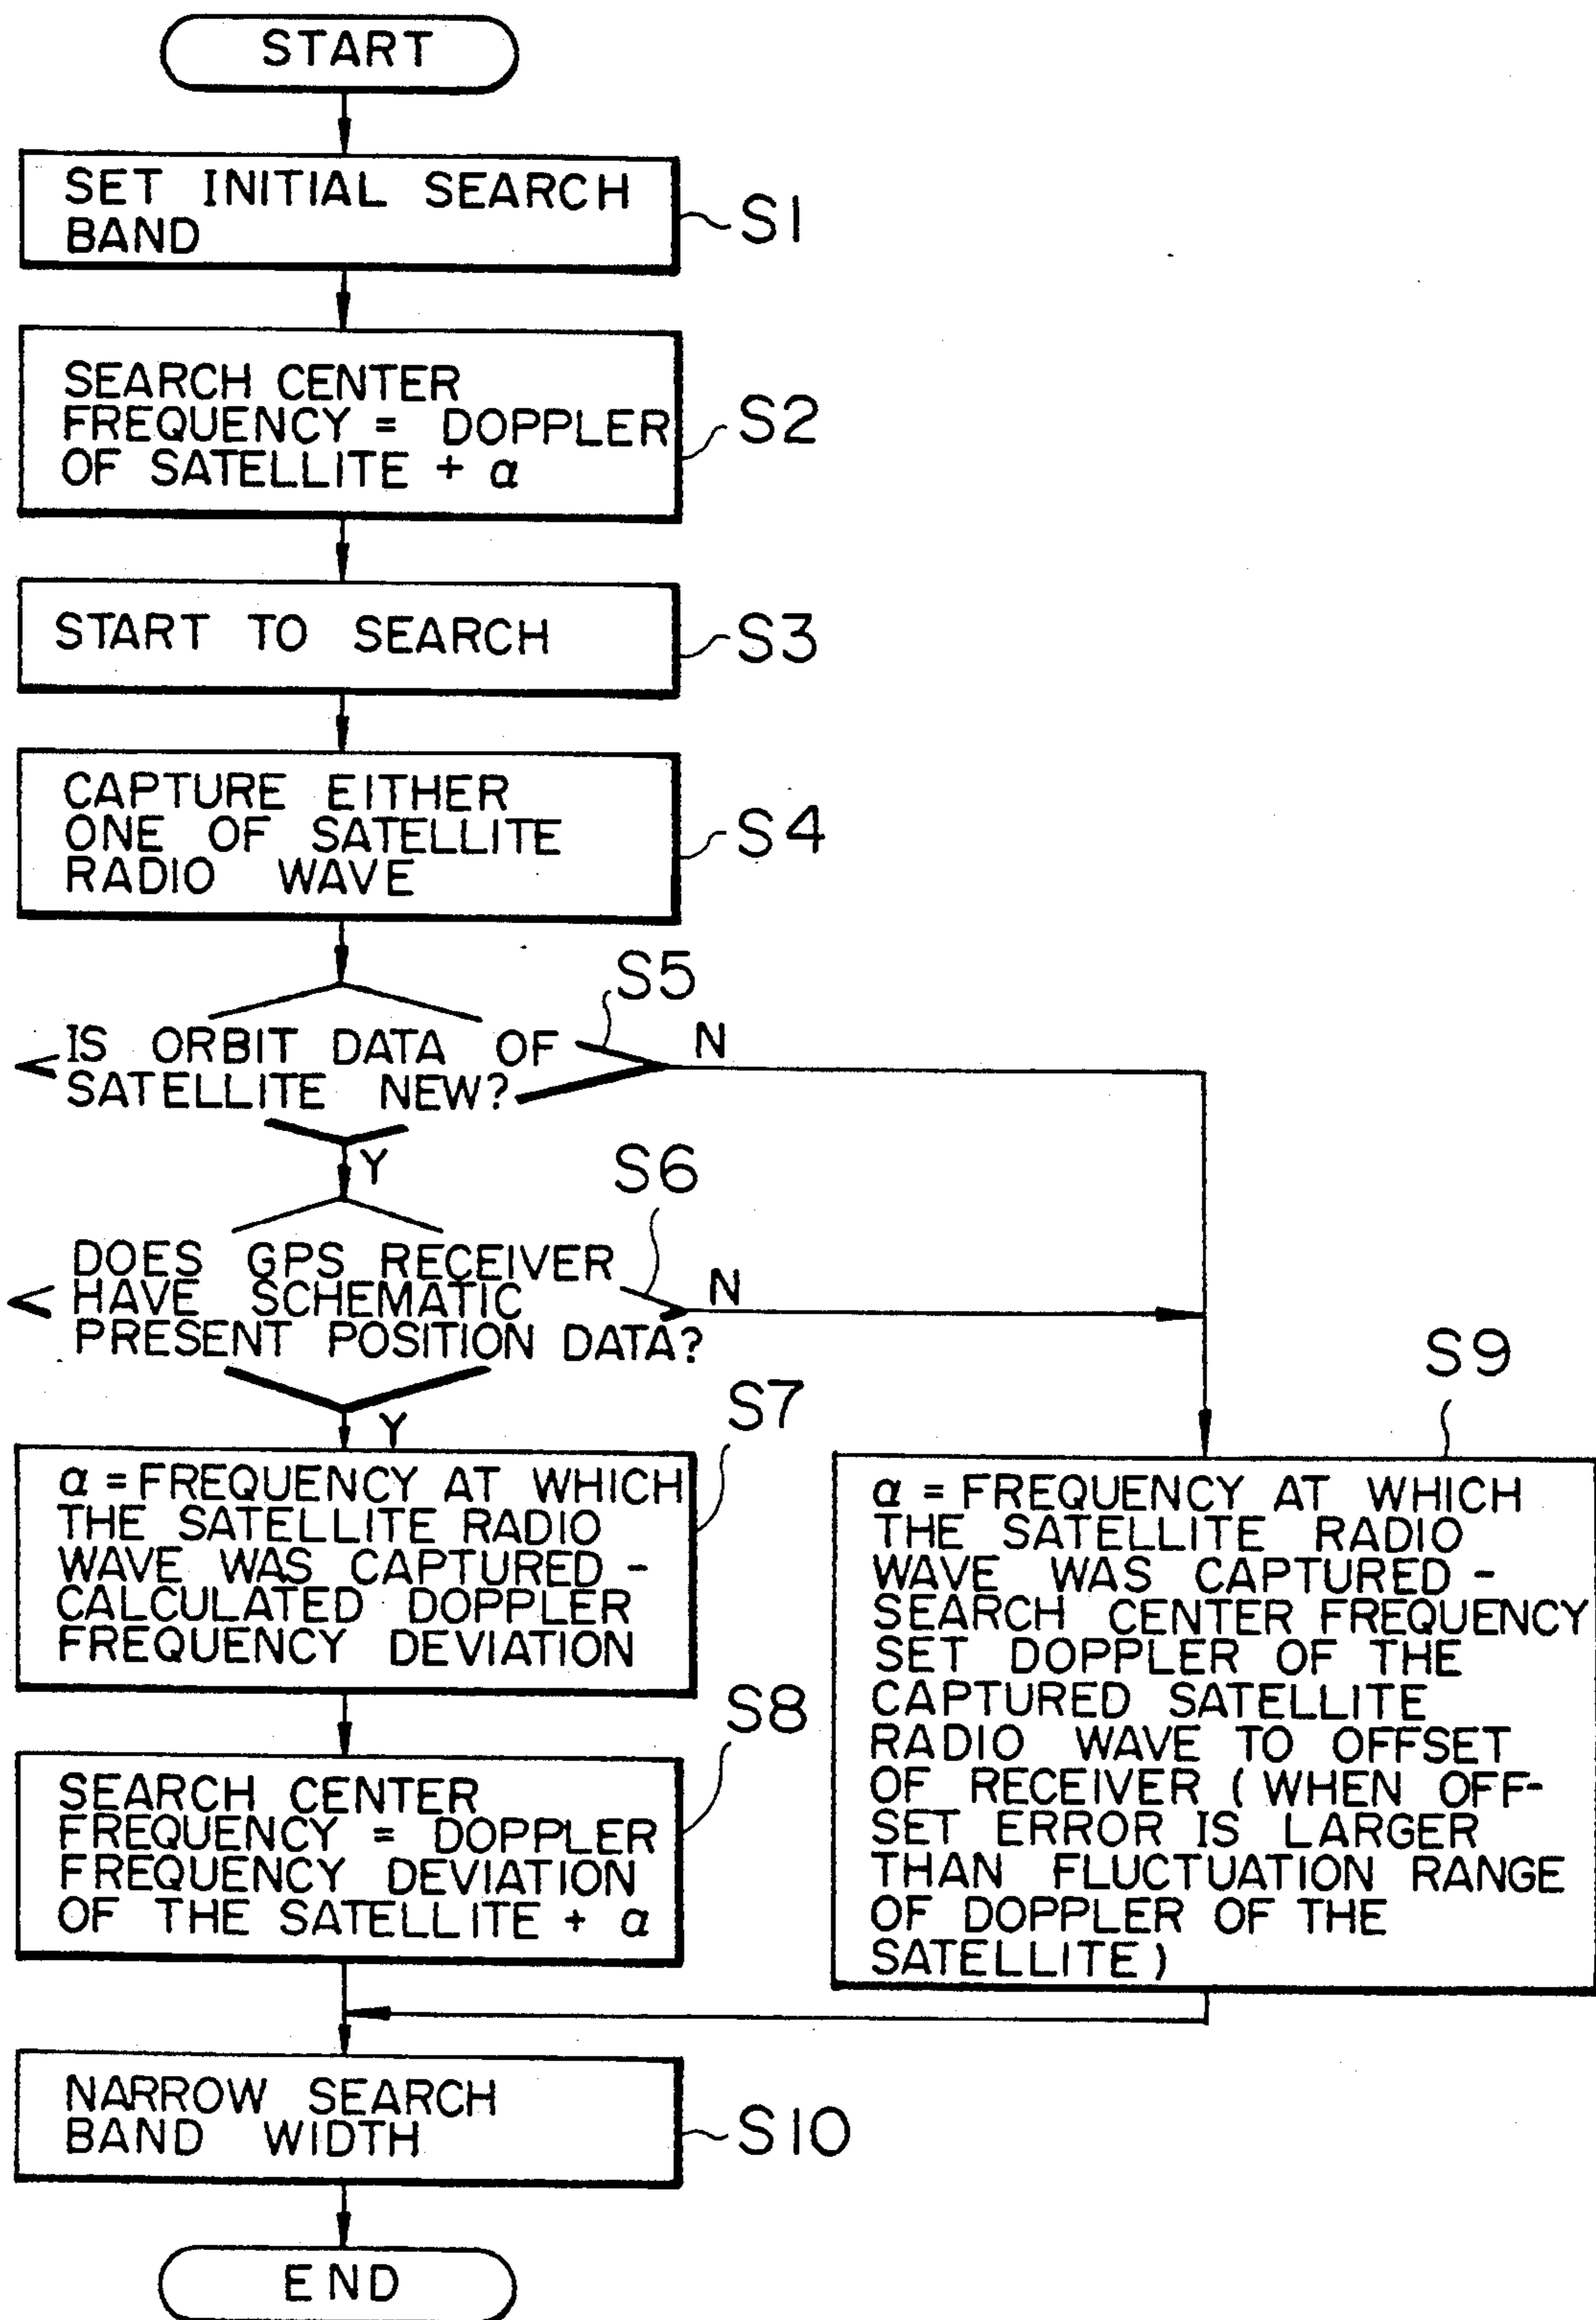 START
SET INITIAL SEARCH
BAND
S1
SEARCH CENTER
FREQUENCY = DOPPLER
OF SATELLITE + α
S2
START TO SEARCH
S3
CAPTURE EITHER
ONE OF SATELLITE
RADIO WAVE
S4
S5
IS ORBIT DATA OF
SATELLITE NEW?
N
Y
S6
DOES GPS RECEIVER
HAVE SCHEMATIC
PRESENT POSITION DATA?
N
Y
S7
α = FREQUENCY AT WHICH
THE SATELLITE RADIO
WAVE WAS CAPTURED -
CALCULATED DOPPLER
FREQUENCY DEVIATION
S8
SEARCH CENTER
FREQUENCY = DOPPLER
FREQUENCY DEVIATION
OF THE SATELLITE + α
S9
α = FREQUENCY AT WHICH
THE SATELLITE RADIO
WAVE WAS CAPTURED -
SEARCH CENTER FREQUENCY
SET DOPPLER OF THE
CAPTURED SATELLITE
RADIO WAVE TO OFFSET
OF RECEIVER (WHEN OFF-
SET ERROR IS LARGER
THAN FLUCTUATION RANGE
OF DOPPLER OF THE
SATELLITE)
NARROW SEARCH
BAND WIDTH
S10
END